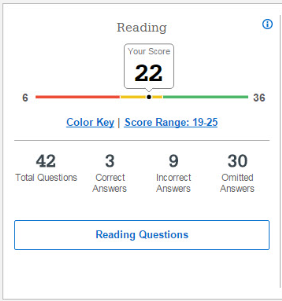 Reading
Your Score
22
6 36
Color Key | Score Range: 19-25
42 3 9 30
Total Questions Correct Incorrect Omitted
Answers Answers Answers
Reading Questions